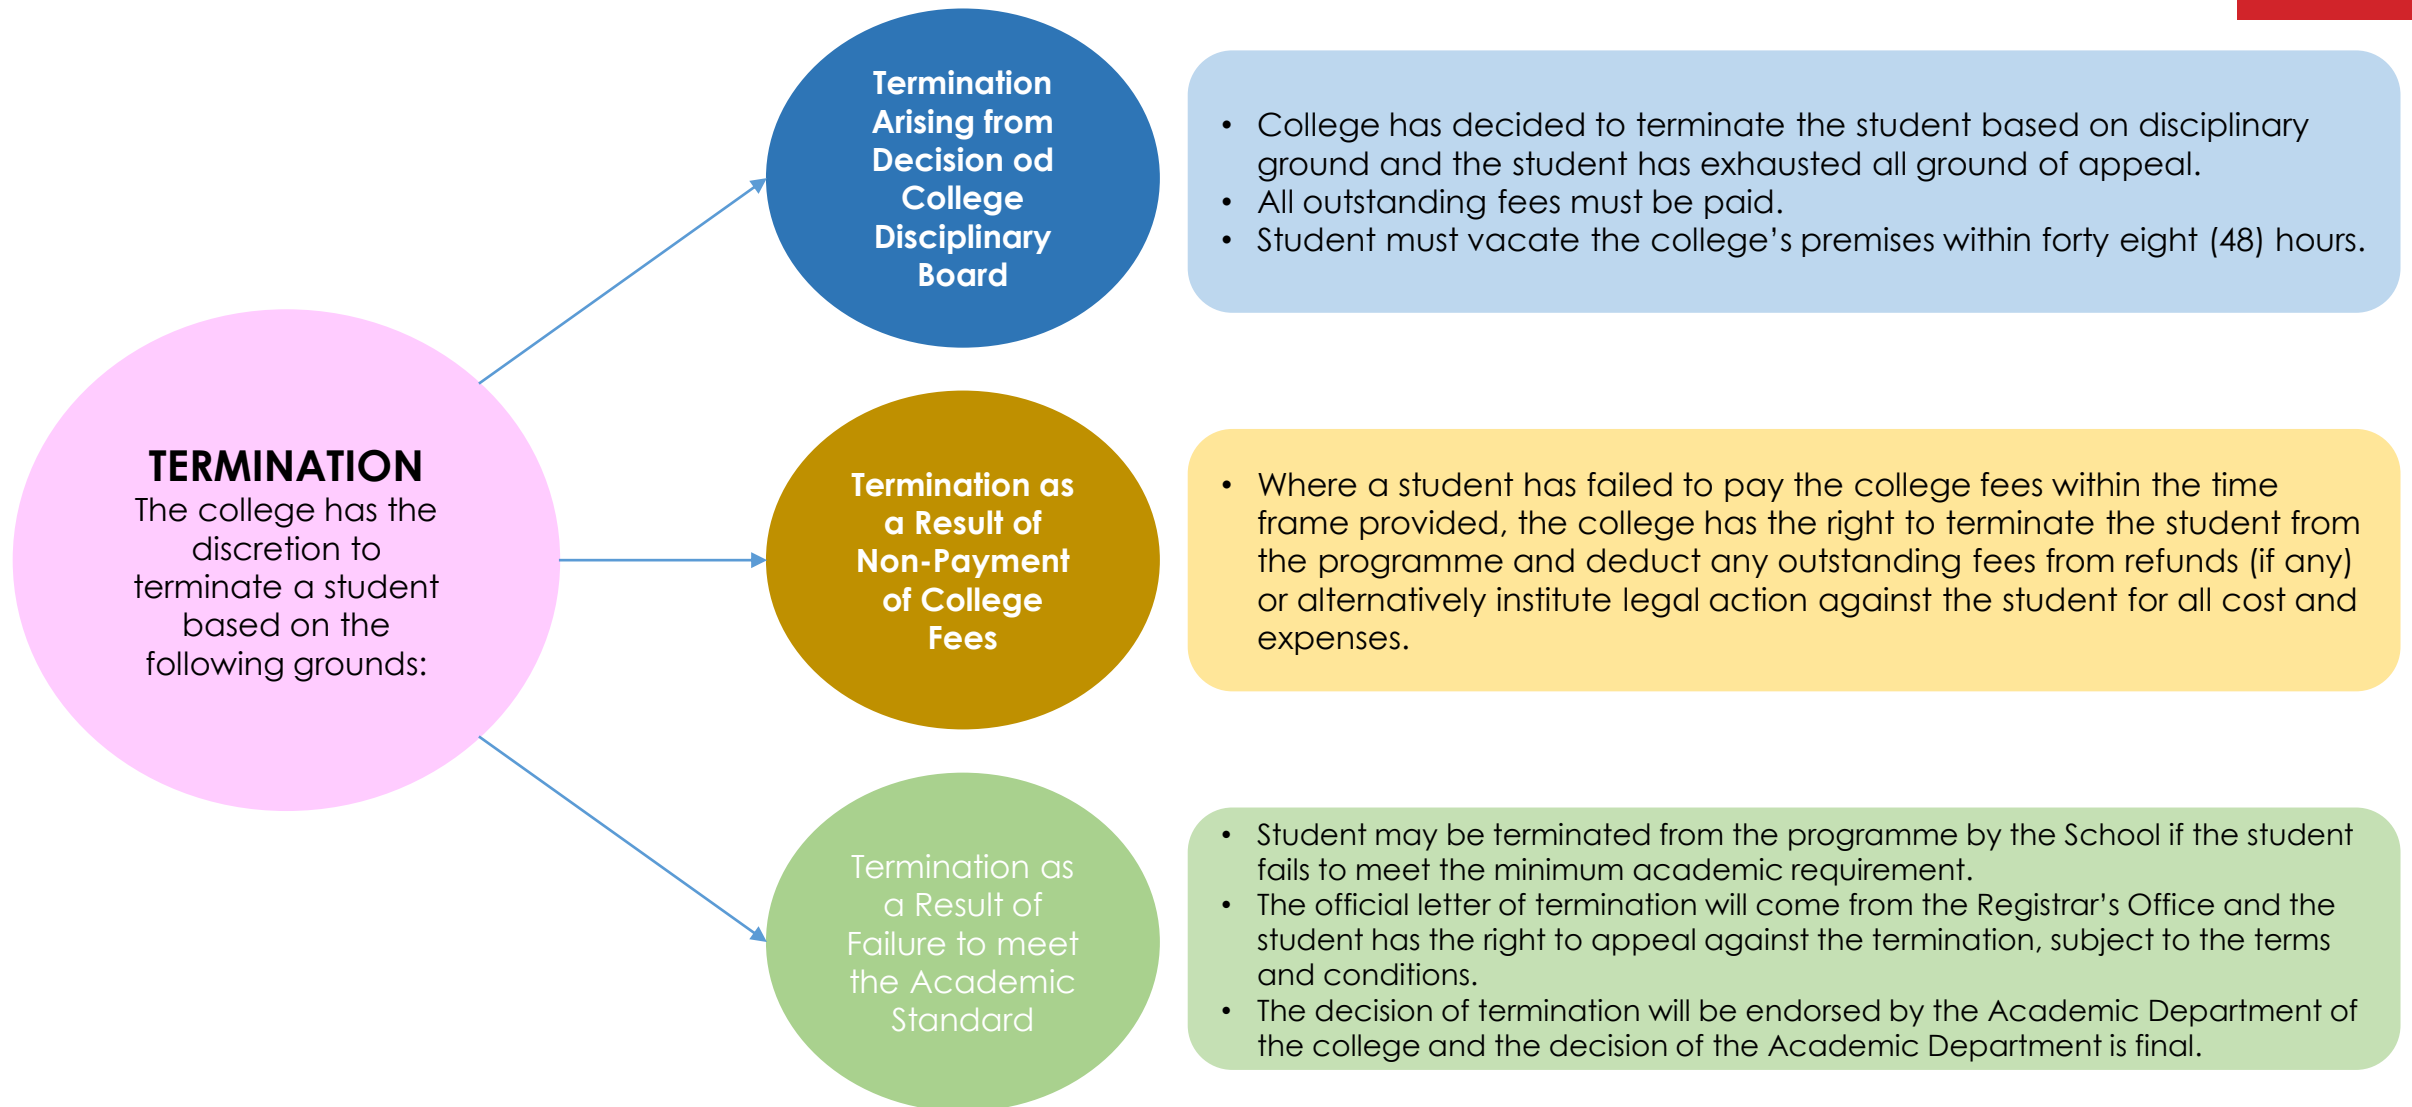 TERMINATION
The college has the
discretion to
terminate a student
based on the
following grounds:
Termination
Arising from
Decision od
College
Disciplinary
Board
• College has decided to terminate the student based on disciplinary
ground and the student has exhausted all ground of appeal.
• All outstanding fees must be paid.
• Student must vacate the college’s premises within forty eight (48) hours.
Termination as
a Result of
Non-Payment
of College
Fees
• Where a student has failed to pay the college fees within the time
frame provided, the college has the right to terminate the student from
the programme and deduct any outstanding fees from refunds (if any)
or alternatively institute legal action against the student for all cost and
expenses.
Termination as
a Result of
Failure to meet
the Academic
Standard
• Student may be terminated from the programme by the School if the student
fails to meet the minimum academic requirement.
• The official letter of termination will come from the Registrar’s Office and the
student has the right to appeal against the termination, subject to the terms
and conditions.
• The decision of termination will be endorsed by the Academic Department of
the college and the decision of the Academic Department is final.